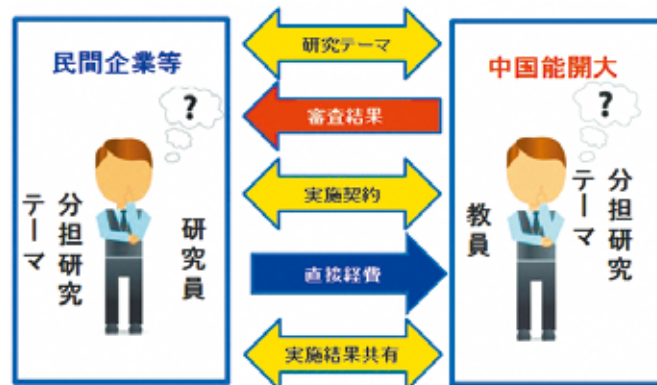 民間企業等
?
分担研究
テーマ
研究員
研究テーマ
審査結果
実施契約
直接経費
実施結果共有
中国能開大
?
分担研究
テーマ
教員